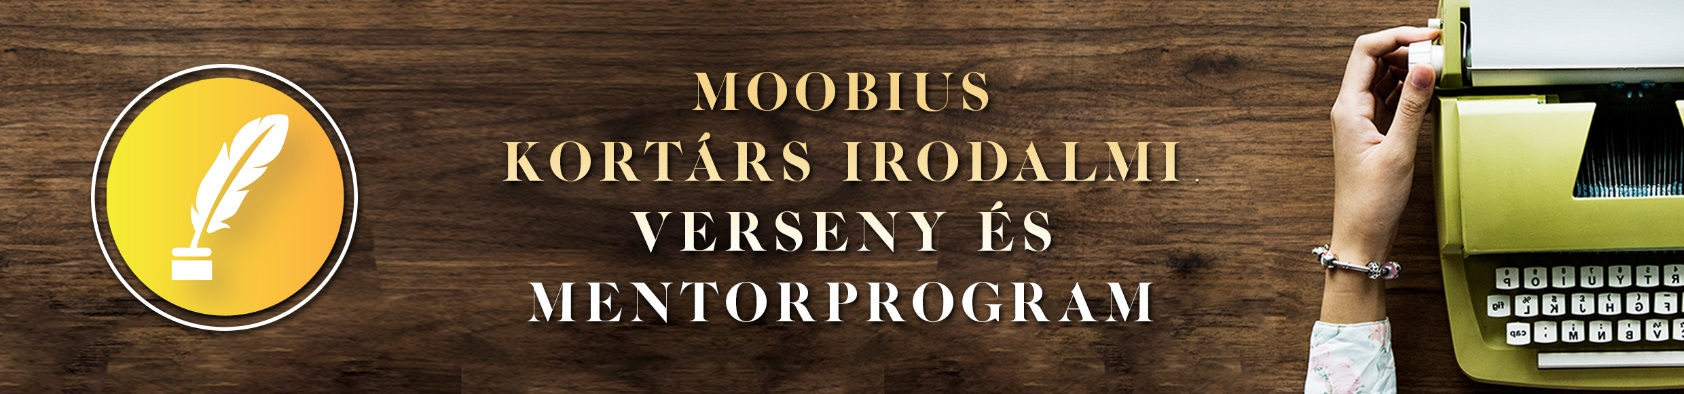 MOOBIUS
KORTÁRS IRODALMI
VERSENY ÉS
MENTORPROGRAM